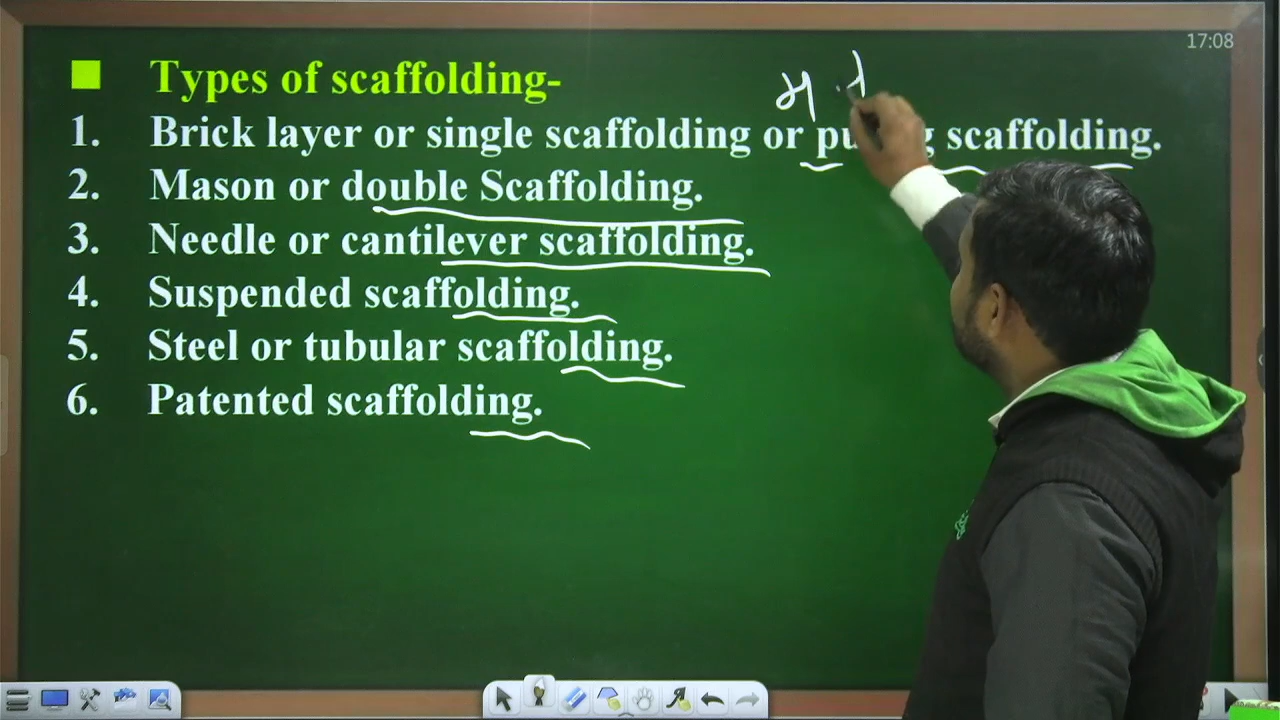 17:08
■ Types of scaffolding-
1. Brick layer or single scaffolding or scaffolding.
2. Mason or double Scaffolding.
3. Needle or cantilever scaffolding.
4. Suspended scaffolding.
5. Steel or tubular scaffolding.
6. Patented scaffolding.